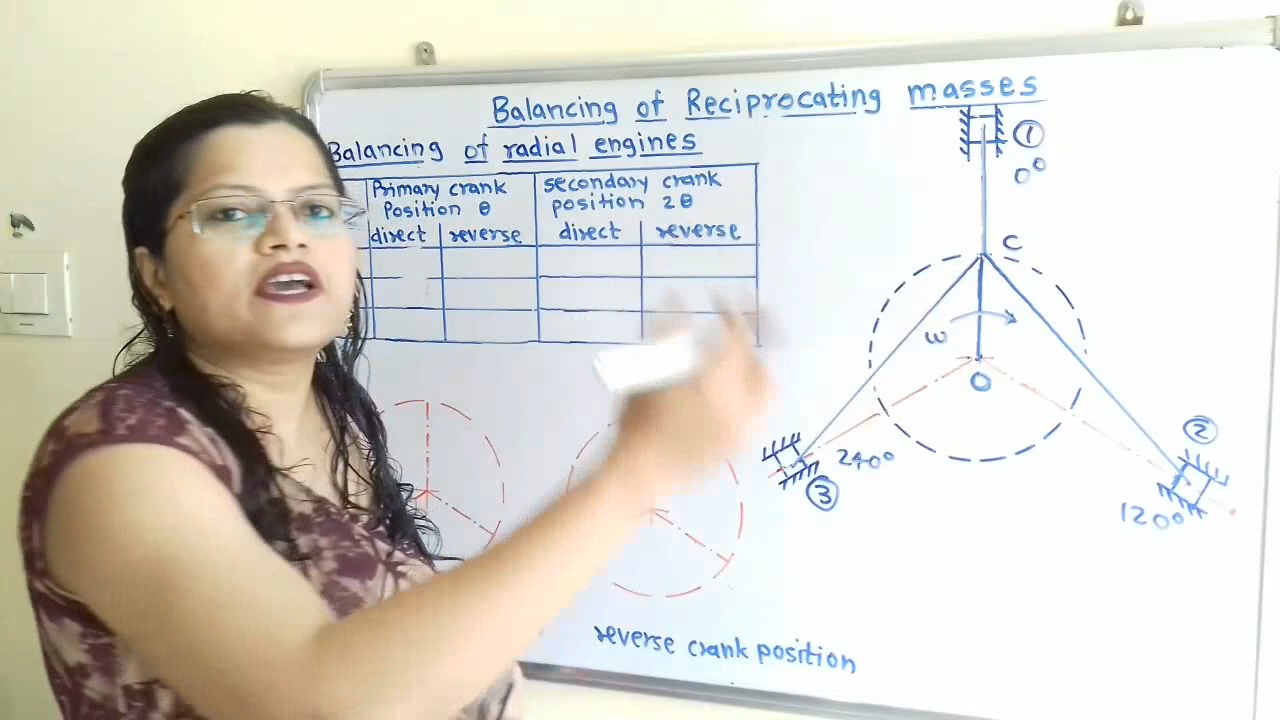 Balancing of Reciprocating masses
Balancing of radial engines
Primary crank
Position θ
secondary crank
position 2θ
direct
reverse
direct
reverse
1
0°
C
ω
O
2
240°
3
120°
reverse crank position